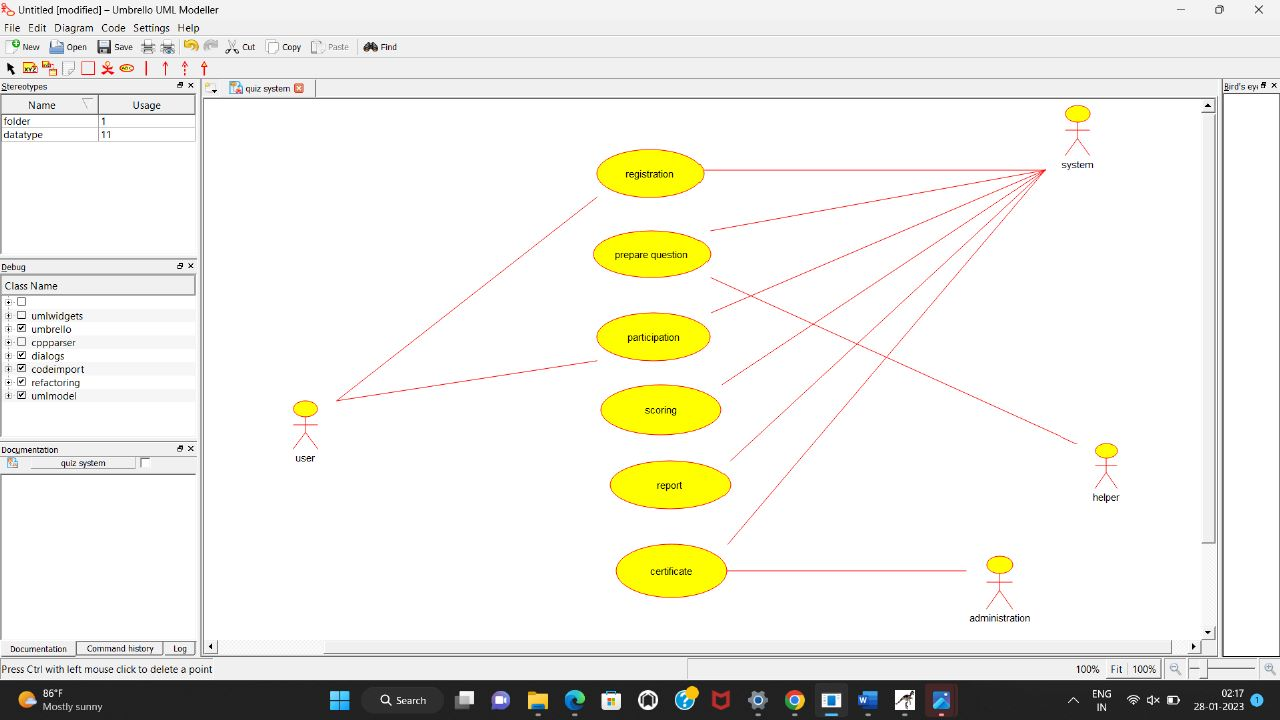 Untitled [modified] – Umbrello UML Modeller
File Edit Diagram Code Settings Help
New Open Save Cut Copy Paste Find
Stereotypes
quiz system
Bird's ey
Name Usage
folder 1
datatype 11
Debug
Class Name
umlwidgets
umbrello
cppparser
dialogs
codeimport
refactoring
umlmodel
Documentation
quiz system
Documentation Command history Log
system
registration
prepare question
participation
scoring
user
report
helper
certificate
administration
Press Ctrl with left mouse click to delete a point
100% Fit 100%
86°F
Mostly sunny
Search
ENG
IN
02:17
28-01-2023
1